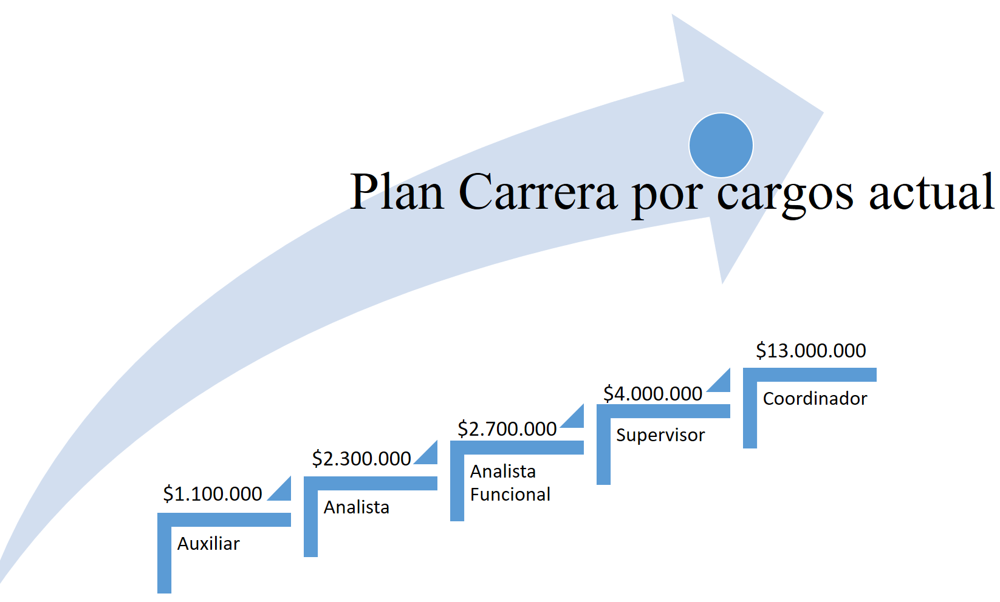 Plan Carrera por cargos actual
$1.100.000
Auxiliar
$2.300.000
Analista
$2.700.000
Analista
Funcional
$4.000.000
Supervisor
$13.000.000
Coordinador